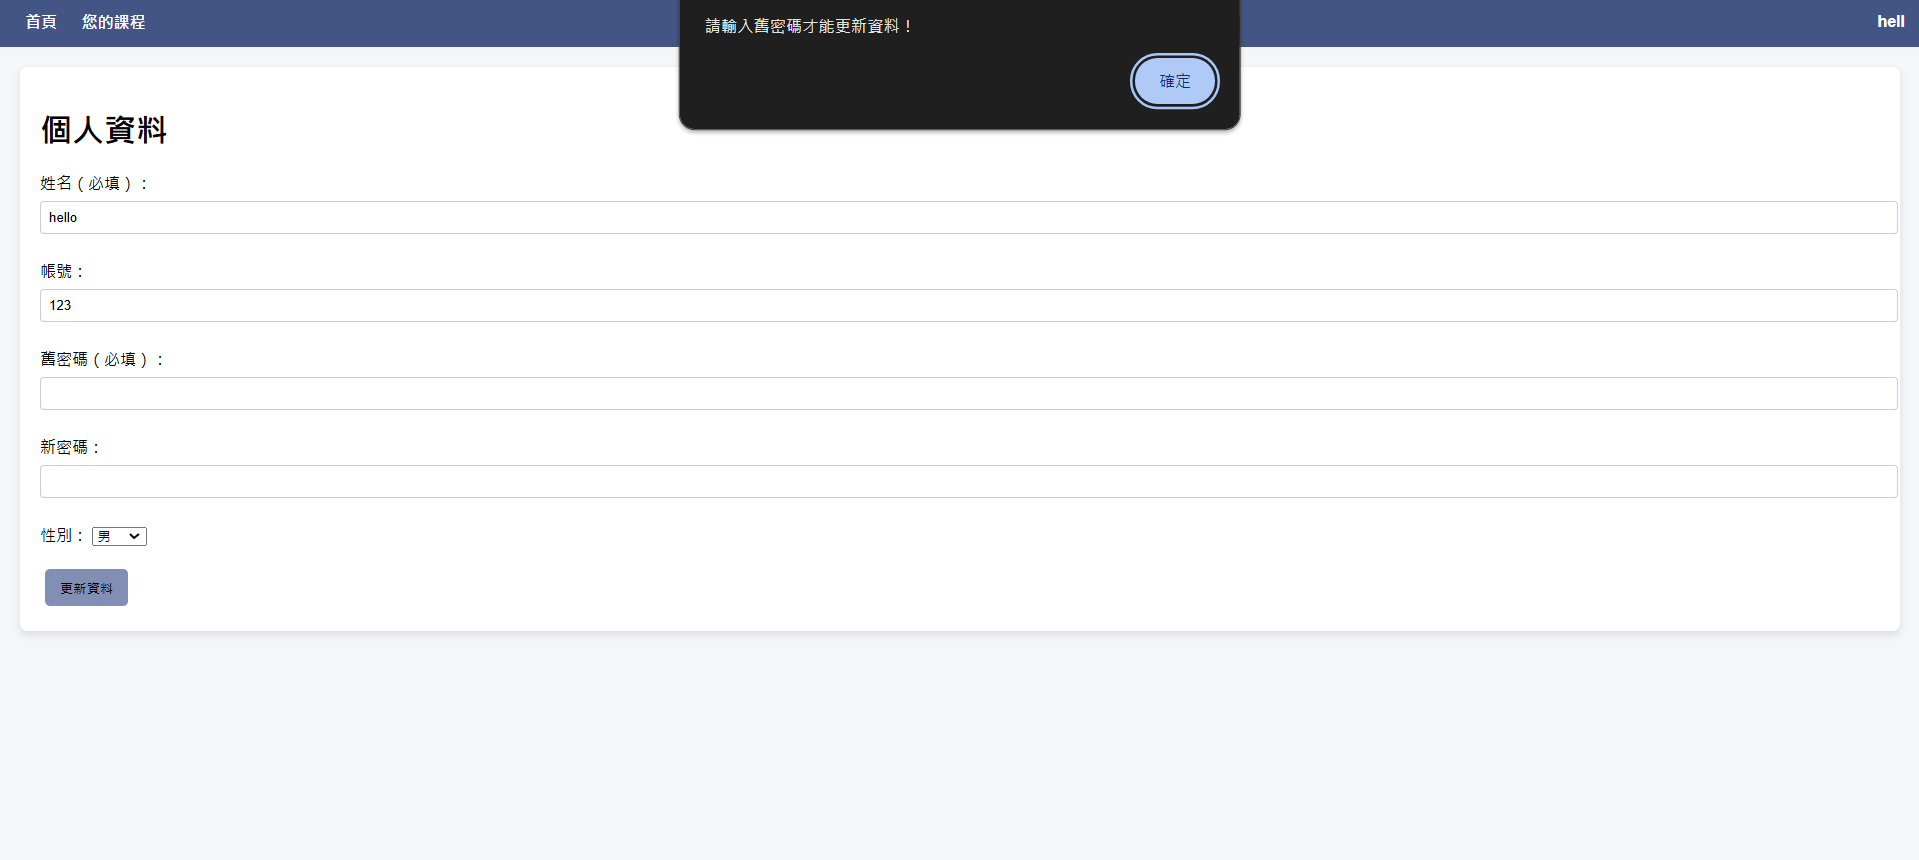 首頁 您的課程 hell
請輸入舊密碼才能更新資料！
確定
個人資料
姓名（必填）：
hello
帳號：
123
舊密碼（必填）：
新密碼：
性別： 男
更新資料